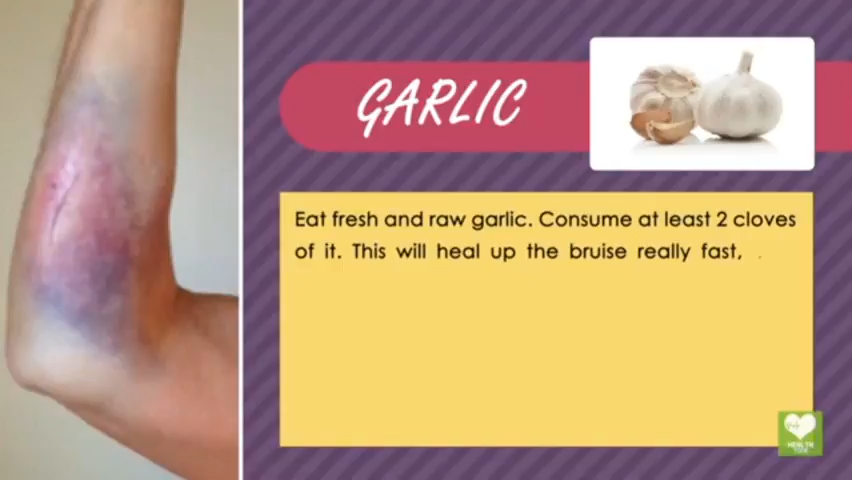 GARLIC
Eat fresh and raw garlic. Consume at least 2 cloves
of it. This will heal up the bruise really fast,
HEALTH